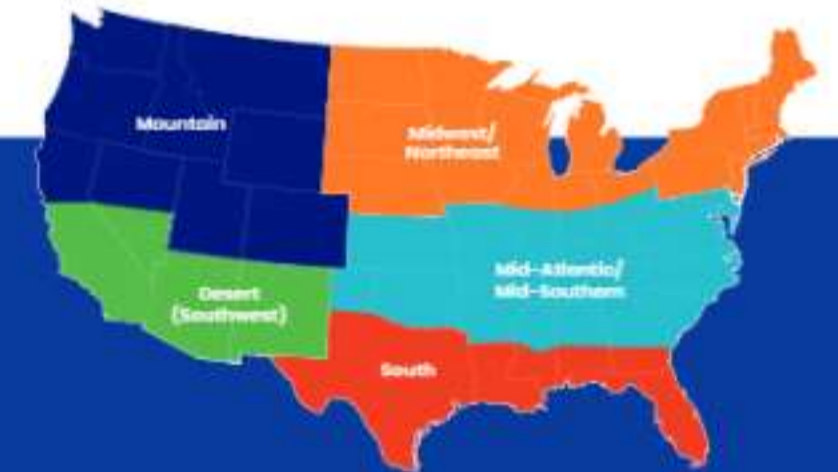 Mountain
Midwest/
Northeast
Mid-Atlantic/
Mid-Southern
Desert
(Southwest)
South